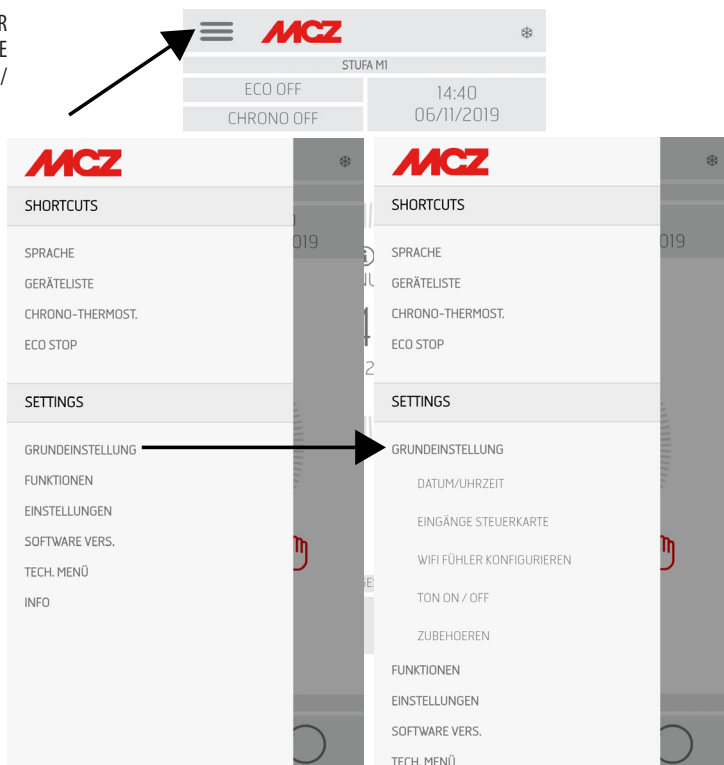 R
E
/
MCZ
STUFA M1
ECO OFF
CHRONO OFF
14:40
06/11/2019
MCZ
SHORTCUTS
SPRACHE
GERÄTELISTE
CHRONO-THERMOST.
ECO STOP
SETTINGS
GRUNDEINSTELLUNG
FUNKTIONEN
EINSTELLUNGEN
SOFTWARE VERS.
TECH. MENÜ
INFO
019
MCZ
SHORTCUTS
SPRACHE
GERÄTELISTE
CHRONO-THERMOST.
ECO STOP
SETTINGS
GRUNDEINSTELLUNG
DATUM/UHRZEIT
EINGÄNGE STEUERKARTE
WIFI FÜHLER KONFIGURIEREN
TON ON / OFF
ZUBEHOEREN
FUNKTIONEN
EINSTELLUNGEN
SOFTWARE VERS.
TECH. MENÜ
019